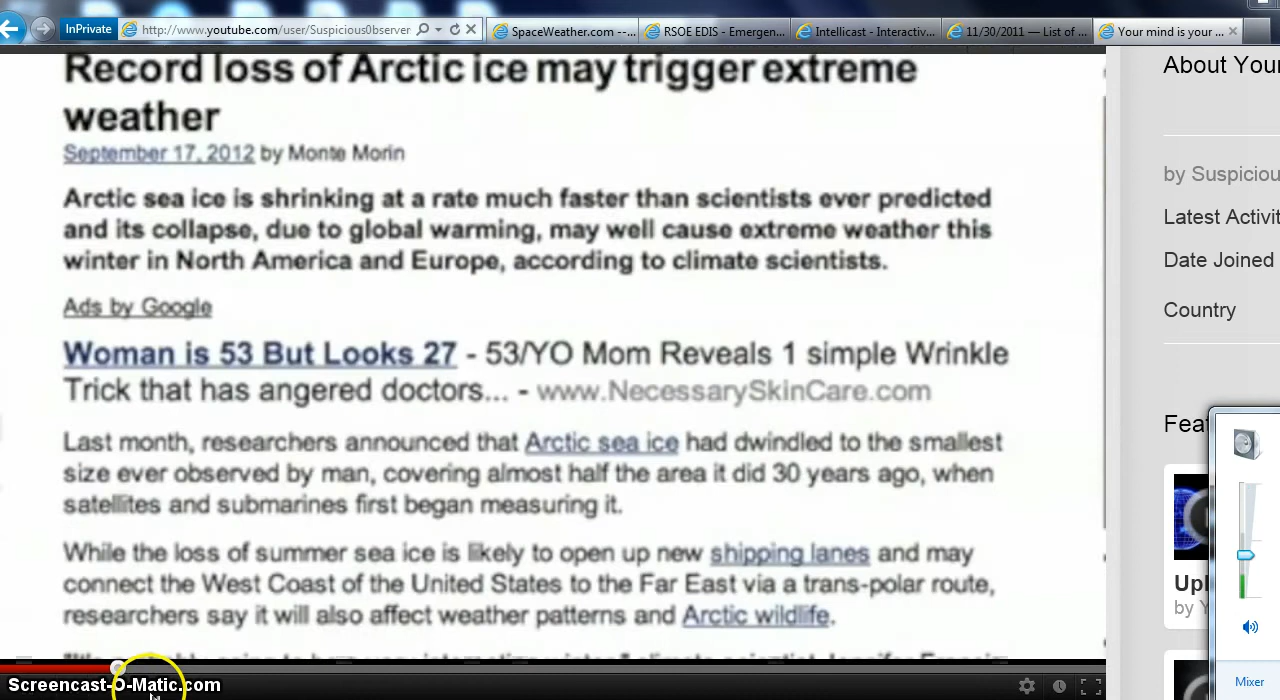 InPrivate
http://www.youtube.com/user/Suspicious0bserver
SpaceWeather.com --...
RSOE EDIS - Emergen...
Intellicast - Interactiv...
11/30/2011 — List of ...
Your mind is your ...
Record loss of Arctic ice may trigger extreme
weather
September 17, 2012 by Monte Morin
Arctic sea ice is shrinking at a rate much faster than scientists ever predicted
and its collapse, due to global warming, may well cause extreme weather this
winter in North America and Europe, according to climate scientists.
Ads by Google
Woman is 53 But Looks 27 - 53/YO Mom Reveals 1 simple Wrinkle
Trick that has angered doctors... - www.NecessarySkinCare.com
Last month, researchers announced that Arctic sea ice had dwindled to the smallest
size ever observed by man, covering almost half the area it did 30 years ago, when
satellites and submarines first began measuring it.
While the loss of summer sea ice is likely to open up new shipping lanes and may
connect the West Coast of the United States to the Far East via a trans-polar route,
researchers say it will also affect weather patterns and Arctic wildlife.
Screencast-O-Matic.com
About Your
by Suspiciou
Latest Activit
Date Joined
Country
Feat
Upl
by Y
Mixer